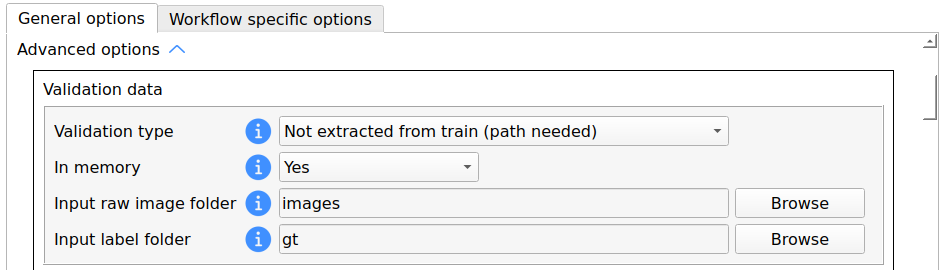 General options Workflow specific options
Advanced options
Validation data
Validation type i Not extracted from train (path needed)
In memory i Yes
Input raw image folder i images Browse
Input label folder i gt Browse